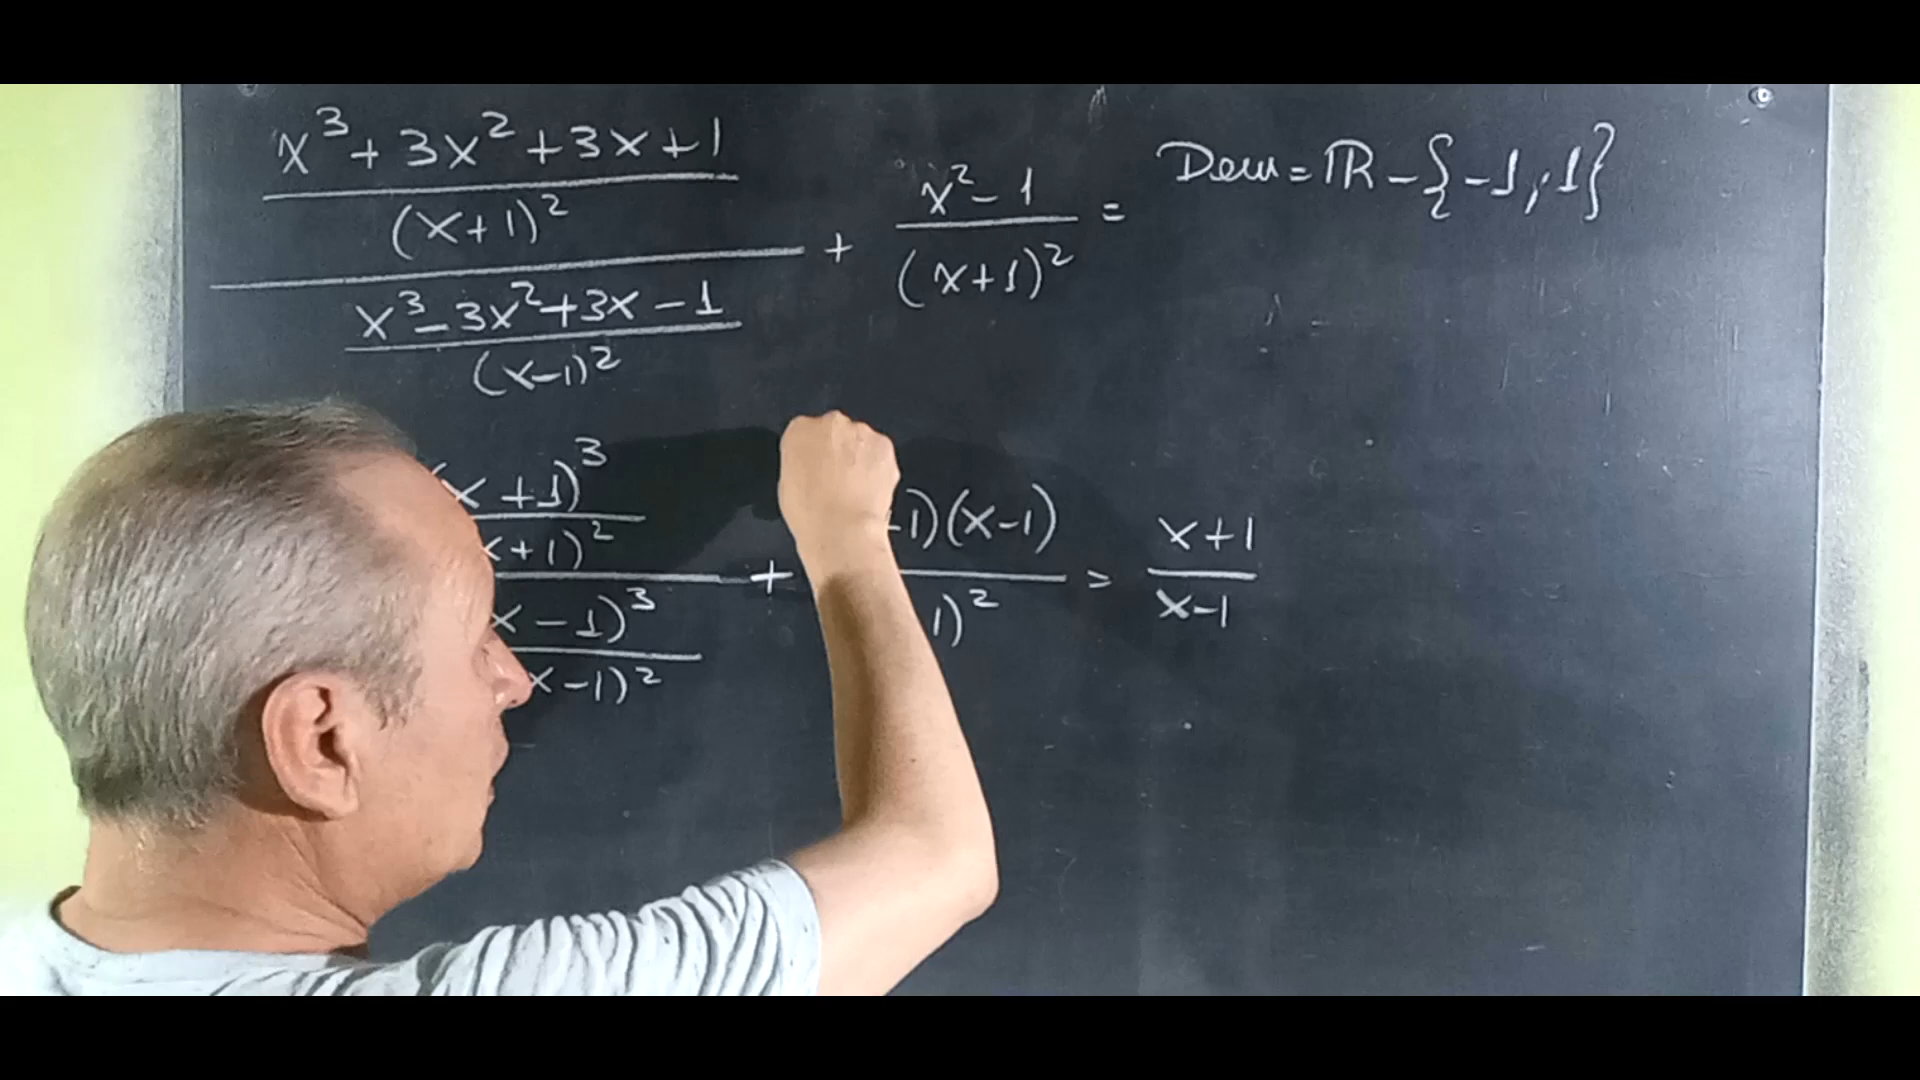 x³ + 3x² + 3x + 1
(x+1)²
x³ - 3x² + 3x - 1
(x-1)²
+ x² - 1 =
(x+1)²
Dom = ℝ - {-1, 1}
(x + 1)³
x + 1)²
x - 1)³
x - 1)²
+ 1)(x-1) = x+1
1)² x-1